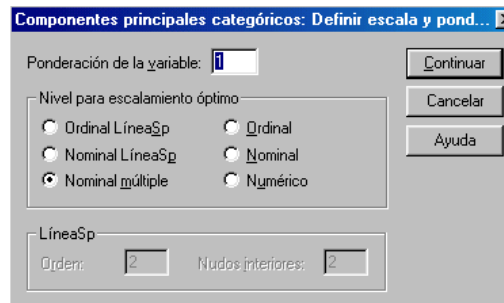 Componentes principales categóricos: Definir escala y pond...
Ponderación de la variable: 1
Continuar
Cancelar
Ayuda
Nivel para escalamiento óptimo
Ordinal LíneaSp Ordinal
Nominal LíneaSp Nominal
Nominal múltiple Numérico
LíneaSp
Orden: 2 Nudos interiores: 2